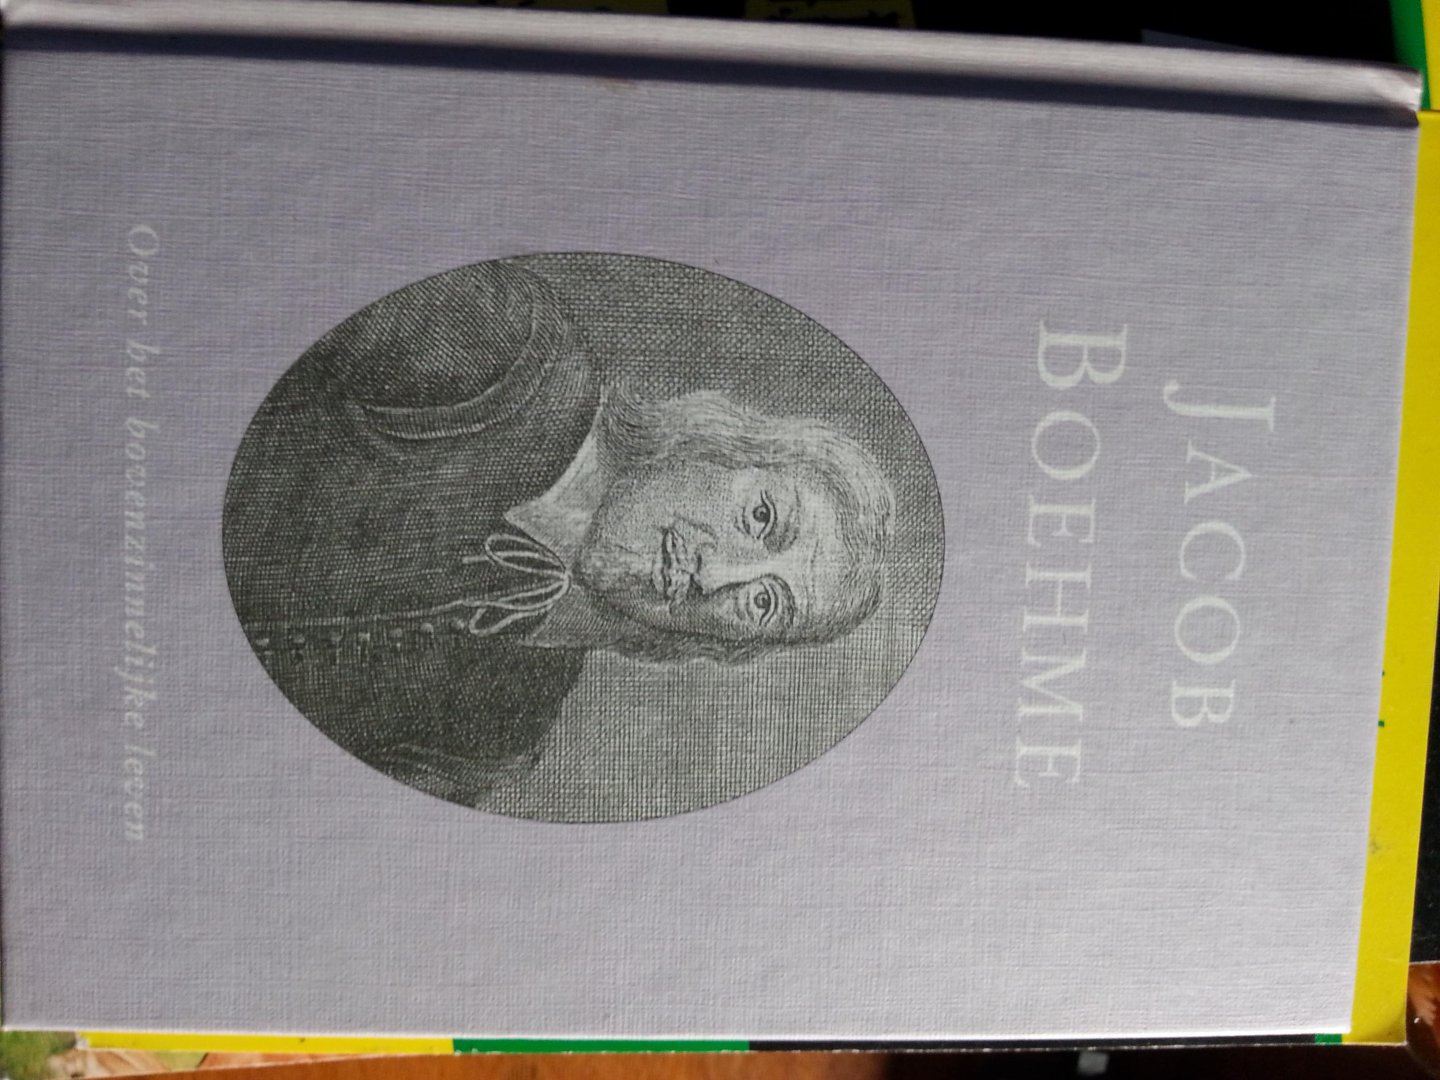 JACOB
BOEHME
Over het bovenzinnelijke leven